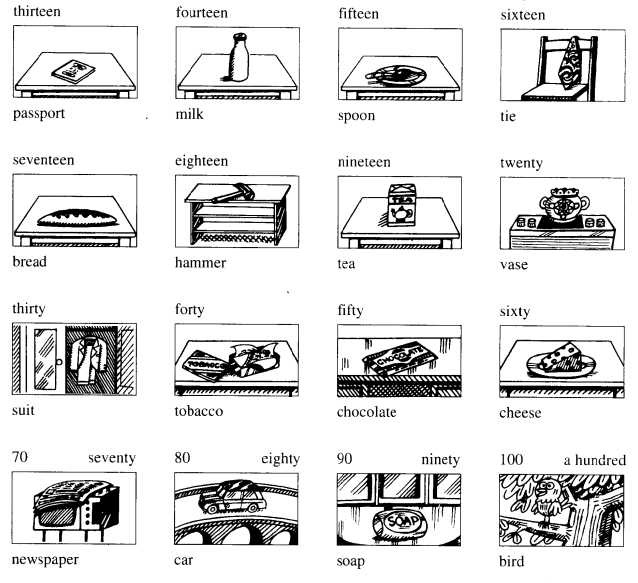 thirteen fourteen fifteen sixteen
passport milk spoon tie
seventeen eighteen nineteen twenty
TEA
bread hammer tea vase
thirty forty fifty sixty
TOBACCO CHOCOLATE
suit tobacco chocolate cheese
70 seventy 80 eighty 90 ninety 100 a hundred
SOAP
newspaper car soap bird